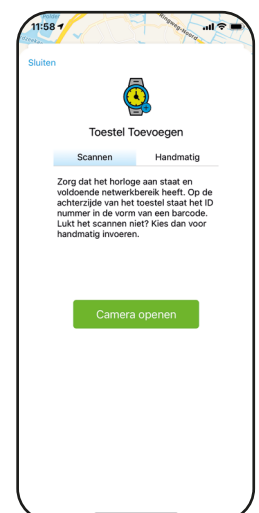 11:58
Ringweg-Noord
Sluiten
Toestel Toevoegen
Scannen Handmatig
Zorg dat het horloge aan staat en
voldoende netwerkbereik heeft. Op de
achterzijde van het toestel staat het ID
nummer in de vorm van een barcode.
Lukt het scannen niet? Kies dan voor
handmatig invoeren.
Camera openen